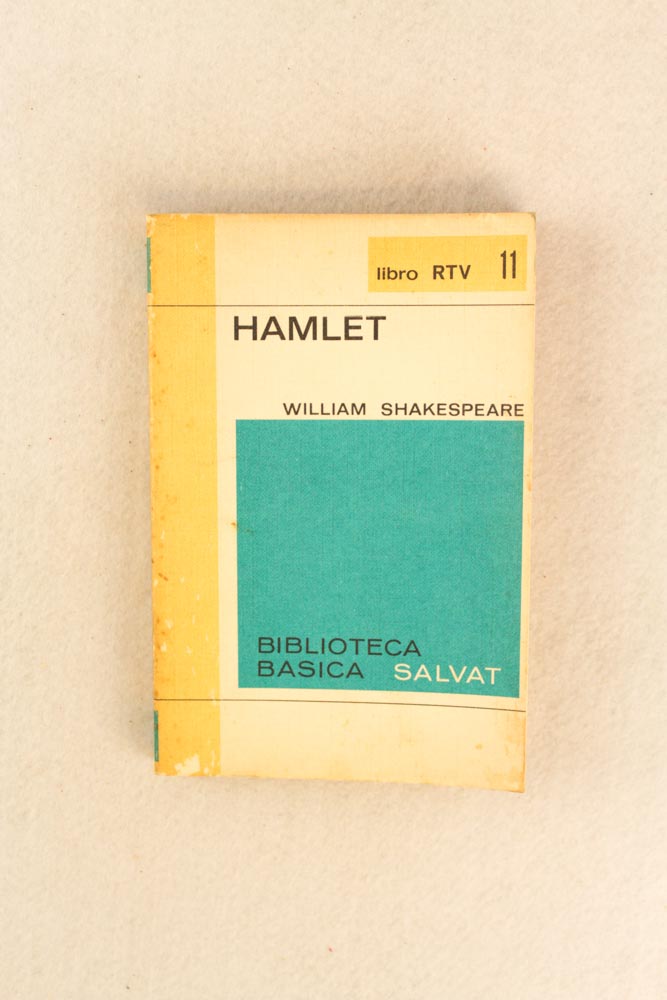 libro RTV 11
HAMLET
WILLIAM SHAKESPEARE
BIBLIOTECA
BASICA SALVAT